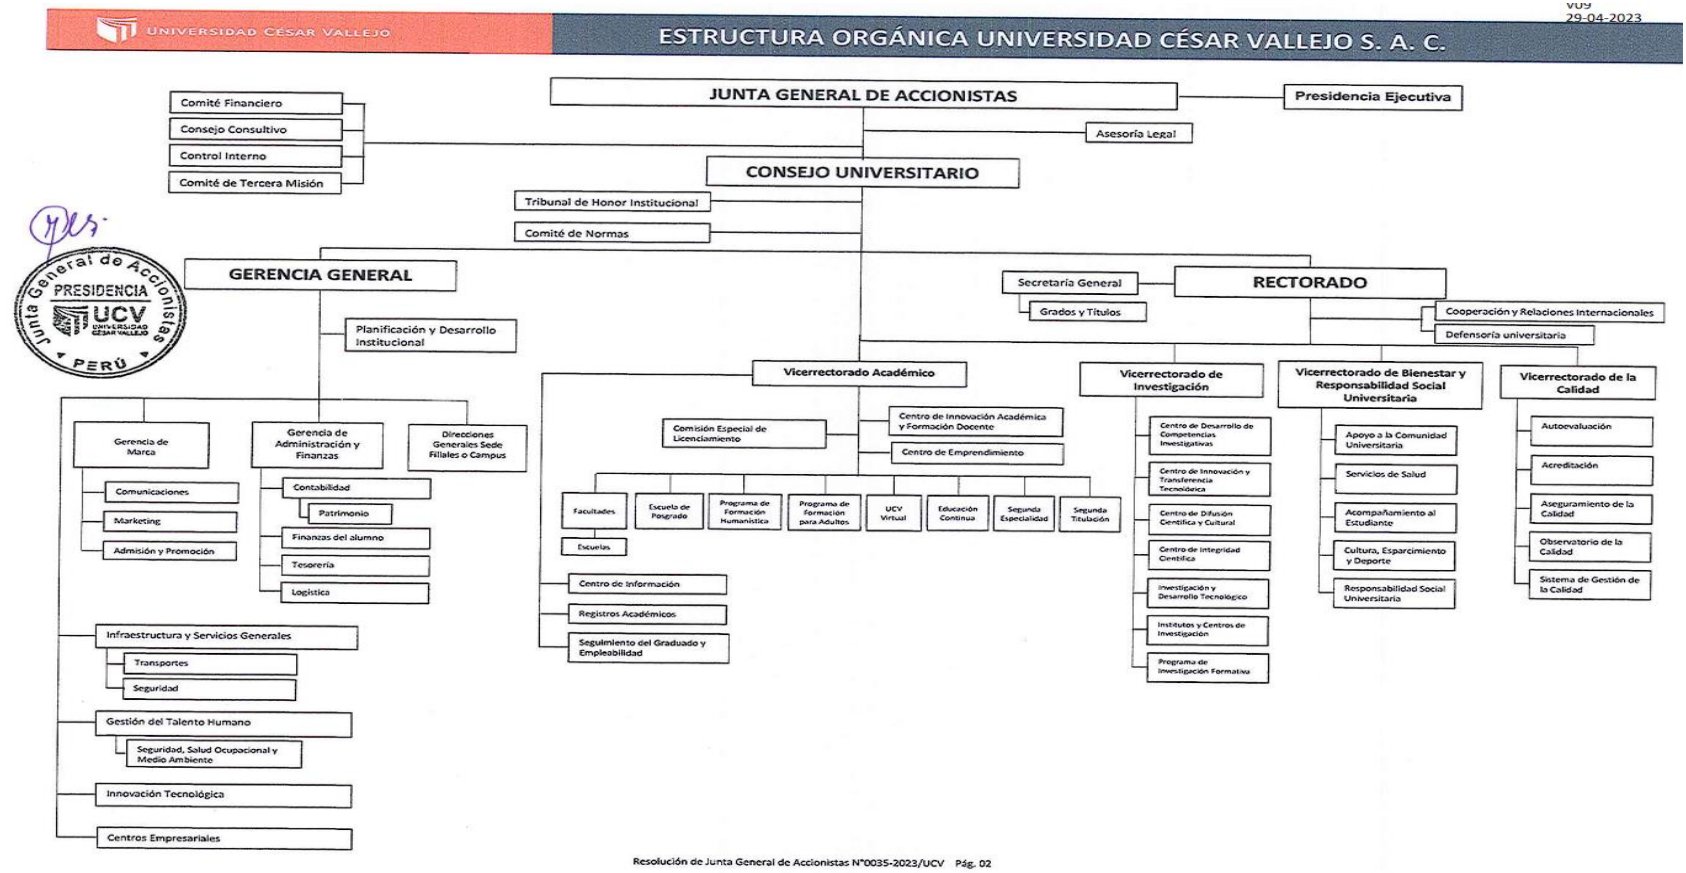 V09
29-04-2023
UNIVERSIDAD CÉSAR VALLEJO
ESTRUCTURA ORGÁNICA UNIVERSIDAD CÉSAR VALLEJO S. A. C.
JUNTA GENERAL DE ACCIONISTAS
Presidencia Ejecutiva
Comité Financiero
Consejo Consultivo
Control Interno
Comité de Tercera Misión
Asesoría Legal
CONSEJO UNIVERSITARIO
Tribunal de Honor Institucional
Comité de Normas
Junta General de Accionistas
PRESIDENCIA
UCV
UNIVERSIDAD
CÉSAR VALLEJO
PERÚ
GERENCIA GENERAL
Planificación y Desarrollo
Institucional
Secretaría General
Grados y Títulos
RECTORADO
Cooperación y Relaciones Internacionales
Defensoría universitaria
Gerencia de
Marca
Comunicaciones
Marketing
Admisión y Promoción
Gerencia de
Administración y
Finanzas
Contabilidad
Patrimonio
Finanzas del alumno
Tesorería
Logística
Direcciones
Generales Sede
Filiales o Campus
Infraestructura y Servicios Generales
Transportes
Seguridad
Gestión del Talento Humano
Seguridad, Salud Ocupacional y
Medio Ambiente
Innovación Tecnológica
Centros Empresariales
Vicerrectorado Académico
Comisión Especial de
Licenciamiento
Centro de Innovación Académica
y Formación Docente
Centro de Emprendimiento
Facultades
Escuelas
Escuela de
Posgrado
Programa de
Formación
Humanística
Programa de
Formación
para Adultos
UCV
Virtual
Educación
Continua
Segunda
Especialidad
Segunda
Titulación
Centro de Información
Registros Académicos
Seguimiento del Graduado y
Empleabilidad
Vicerrectorado de
Investigación
Centro de Desarrollo de
Competencias
Investigativas
Centro de Innovación y
Transferencia
Tecnológica
Centro de Difusión
Científica y Cultural
Centro de Integridad
Científica
Investigación y
Desarrollo Tecnológico
Institutos y Centros de
Investigación
Programa de
Investigación Formativa
Vicerrectorado de Bienestar y
Responsabilidad Social
Universitaria
Apoyo a la Comunidad
Universitaria
Servicios de Salud
Acompañamiento al
Estudiante
Cultura, Esparcimiento
y Deporte
Responsabilidad Social
Universitaria
Vicerrectorado de la
Calidad
Autoevaluación
Acreditación
Aseguramiento de la
Calidad
Observatorio de la
Calidad
Sistema de Gestión de
la Calidad
Resolución de Junta General de Accionistas N°0035-2023/UCV Pág. 02